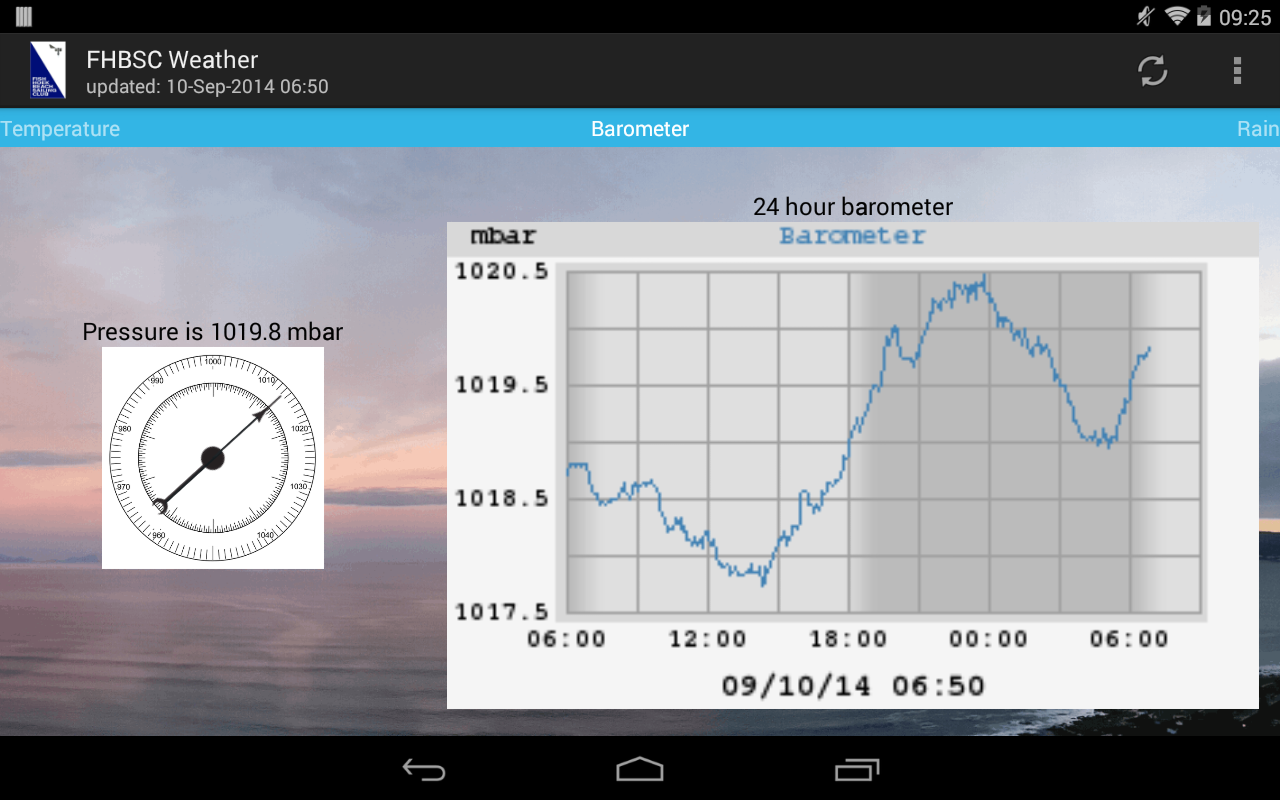 09:25
FISH
HOEK
BEACH
SAILING
CLUB
FHBSC Weather
updated: 10-Sep-2014 06:50
Temperature
Barometer
Rain
24 hour barometer
mbar Barometer
1020.5
1019.5
1018.5
1017.5
06:00 12:00 18:00 00:00 06:00
09/10/14 06:50
Pressure is 1019.8 mbar
1000
990 1010
980 1020
970 1030
960 1040